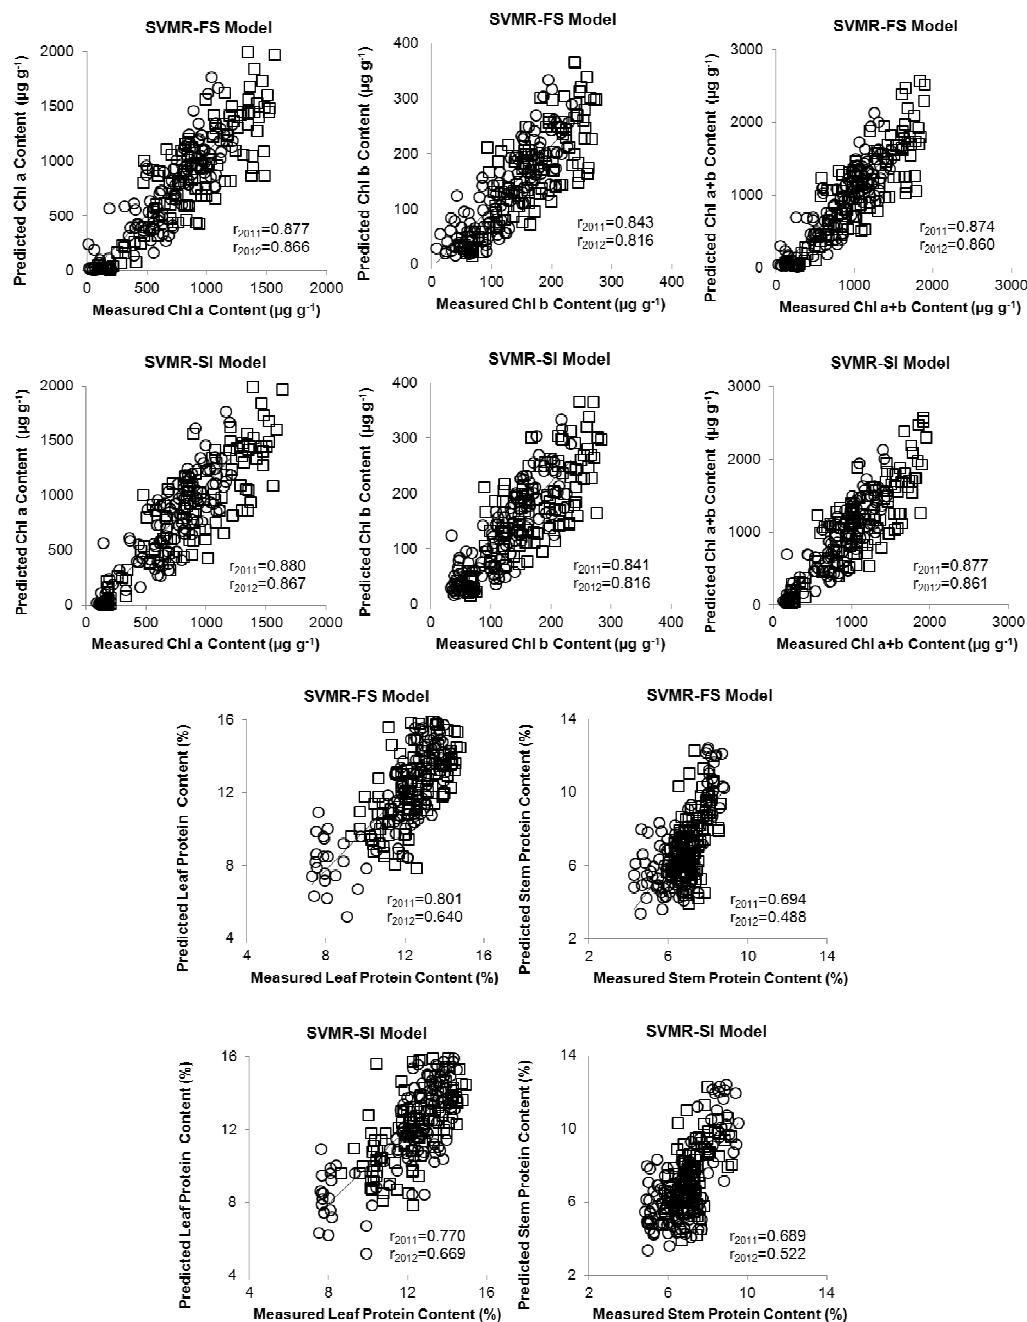 SVMR-FS Model
Predicted Chl a Content (µg g-1)
2000
1500
1000
500
0
r2011=0.877
r2012=0.866
0 500 1000 1500 2000
Measured Chl a Content (µg g-1)
SVMR-FS Model
Predicted Chl b Content (µg g-1)
400
300
200
100
0
r2011=0.843
r2012=0.816
0 100 200 300 400
Measured Chl b Content (µg g-1)
SVMR-FS Model
Predicted Chl a+b Content (µg g-1)
3000
2000
1000
0
r2011=0.874
r2012=0.860
0 1000 2000 3000
Measured Chl a+b Content (µg g-1)
SVMR-SI Model
Predicted Chl a Content (µg g-1)
2000
1500
1000
500
0
r2011=0.880
r2012=0.867
0 500 1000 1500 2000
Measured Chl a Content (µg g-1)
SVMR-SI Model
Predicted Chl b Content (µg g-1)
400
300
200
100
0
r2011=0.841
r2012=0.816
0 100 200 300 400
Measured Chl b Content (µg g-1)
SVMR-SI Model
Predicted Chl a+b Content (µg g-1)
3000
2000
1000
0
r2011=0.877
r2012=0.861
0 1000 2000 3000
Measured Chl a+b Content (µg g-1)
SVMR-FS Model
Predicted Leaf Protein Content (%)
16
12
8
4
r2011=0.801
r2012=0.640
4 8 12 16
Measured Leaf Protein Content (%)
SVMR-FS Model
Predicted Stem Protein Content (%)
14
10
6
2
r2011=0.694
r2012=0.488
2 6 10 14
Measured Stem Protein Content (%)
SVMR-SI Model
Predicted Leaf Protein Content (%)
16
12
8
4
r2011=0.770
r2012=0.669
4 8 12 16
Measured Leaf Protein Content (%)
SVMR-SI Model
Predicted Stem Protein Content (%)
14
10
6
2
r2011=0.689
r2012=0.522
2 6 10 14
Measured Stem Protein Content (%)